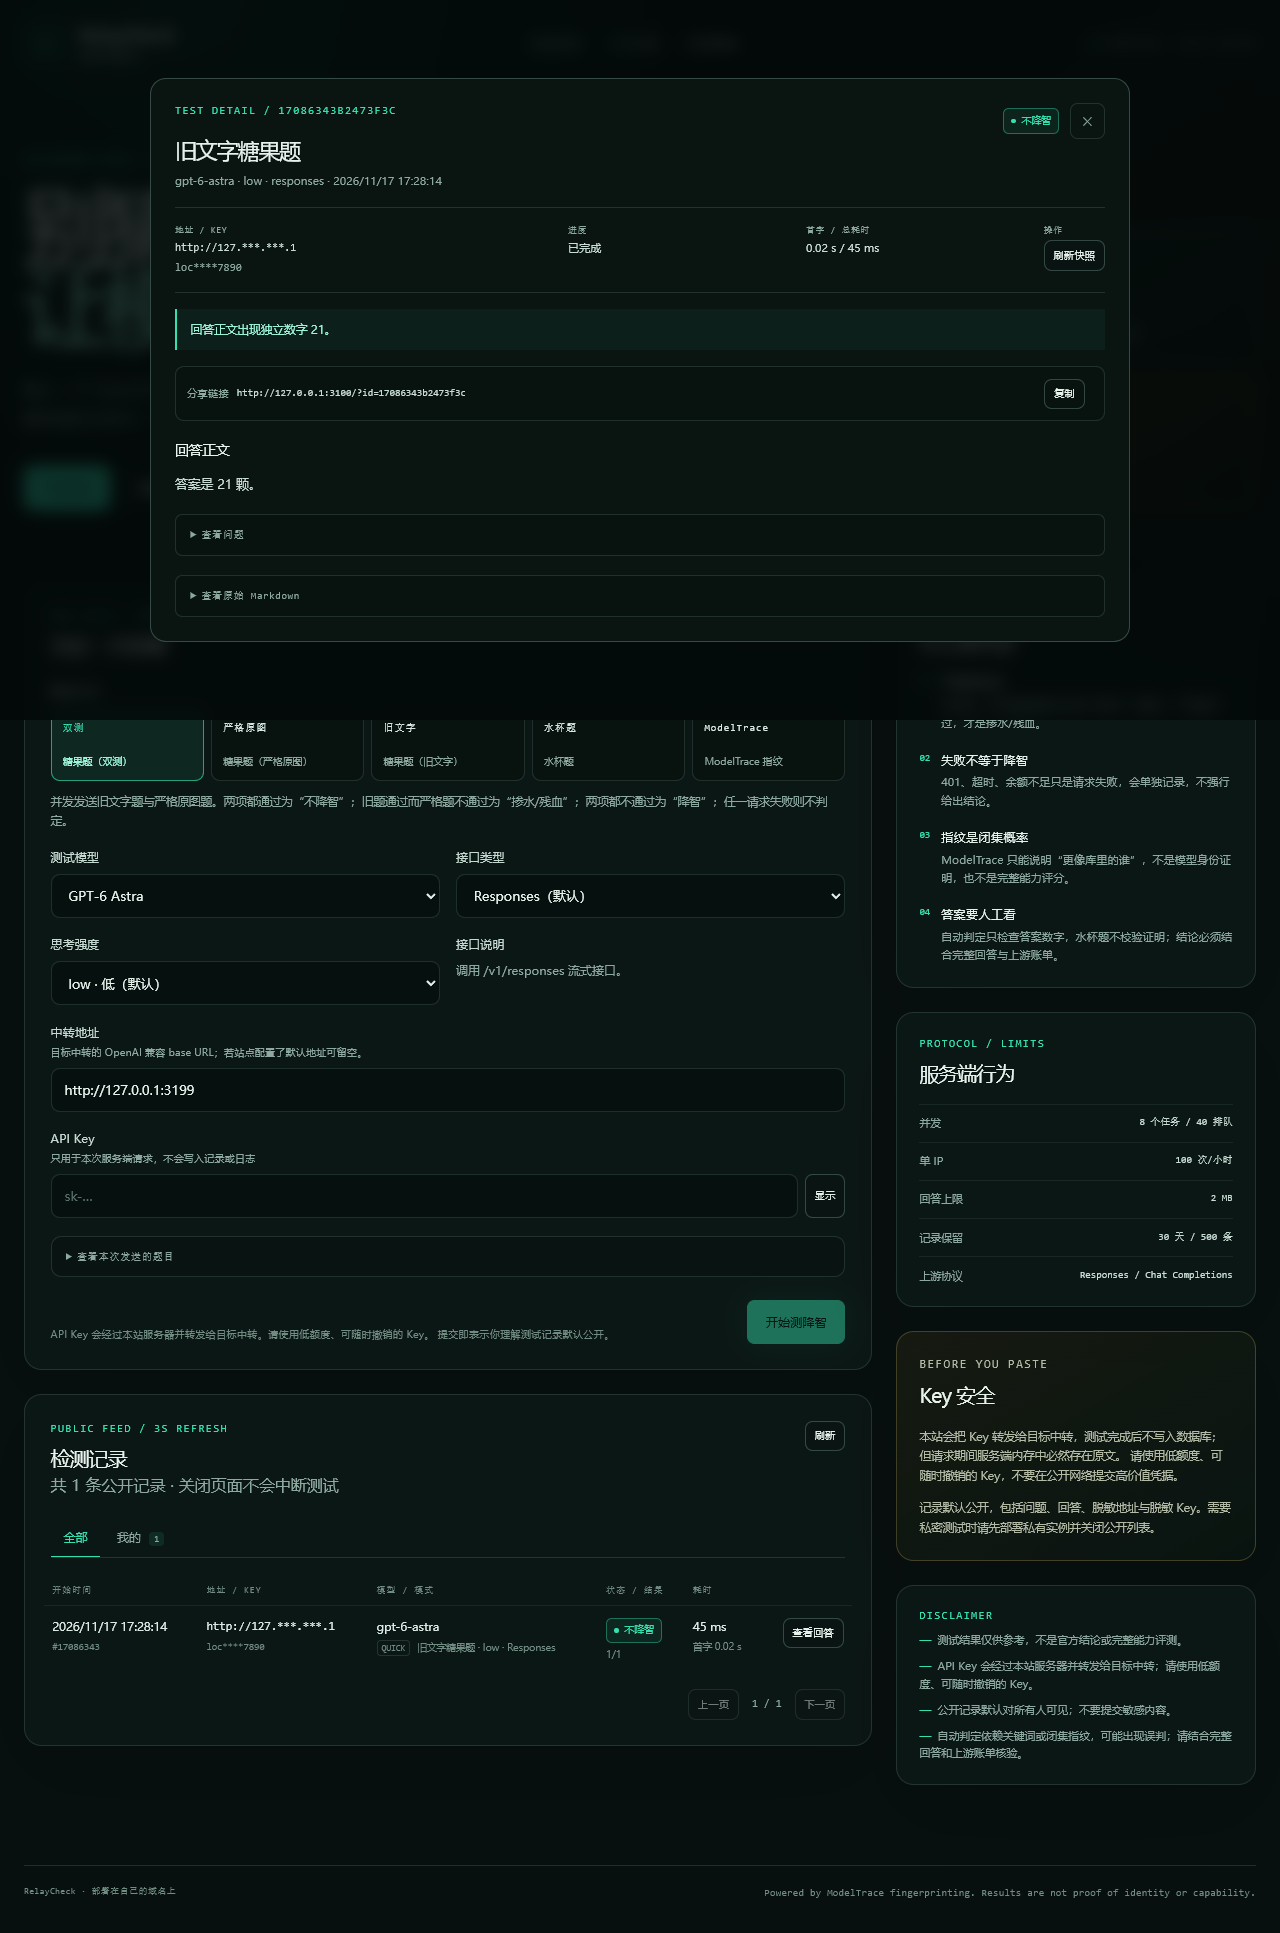 TEST DETAIL / 17086343B2473F3C
不降智
×
旧文字糖果题
gpt-6-astra · low · responses · 2026/11/17 17:28:14
地址 / KEY
http://127.***.***.1
loc****7890
进度
已完成
首字 / 总耗时
0.02 s / 45 ms
操作
刷新快照
回答正文出现独立数字 21。
分享链接 http://127.0.0.1:3100/?id=17086343b2473f3c
复制
回答正文
答案是 21 颗。
▶ 查看问题
▶ 查看原始 Markdown
双测
糖果题（双测）
严格原图
糖果题（严格原图）
旧文字
糖果题（旧文字）
水杯题
水杯题
ModelTrace
ModelTrace 指纹
并发发送旧文字题与严格原图题。两项都通过为“不降智”；旧题通过而严格题不通过为“掺水/残血”；两项都不通过为“降智”；任一请求失败则不判
定。
测试模型
GPT-6 Astra
接口类型
Responses（默认）
思考强度
low · 低（默认）
接口说明
调用 /v1/responses 流式接口。
中转地址
目标中转的 OpenAI 兼容 base URL；若站点配置了默认地址可留空。
http://127.0.0.1:3199
API Key
只用于本次服务端请求，不会写入记录或日志
sk-...
显示
▶ 查看本次发送的题目
API Key 会经过本站服务器并转发给目标中转。请使用低额度、可随时撤销的 Key。 提交即表示你理解测试记录默认公开。
开始测降智
PUBLIC FEED / 3S REFRESH
刷新
检测记录
共 1 条公开记录 · 关闭页面不会中断测试
全部
我的 1
开始时间
地址 / KEY
模型 / 模式
状态 / 结果
耗时
2026/11/17 17:28:14
#17086343
http://127.***.***.1
loc****7890
gpt-6-astra
QUICK 旧文字糖果题 · low · Responses
不降智
1/1
45 ms
首字 0.02 s
查看回答
上一页
1 / 1
下一页
过，才是掺水/残血。
02 失败不等于降智
401、超时、余额不足只是请求失败，会单独记录，不强行
给出结论。
03 指纹是闭集概率
ModelTrace 只能说明“更像库里的谁”，不是模型身份证
明，也不是完整能力评分。
04 答案要人工看
自动判定只检查答案数字，水杯题不校验证明；结论必须结
合完整回答与上游账单。
PROTOCOL / LIMITS
服务端行为
并发
8 个任务 / 40 排队
单 IP
100 次/小时
回答上限
2 MB
记录保留
30 天 / 500 条
上游协议
Responses / Chat Completions
BEFORE YOU PASTE
Key 安全
本站会把 Key 转发给目标中转，测试完成后不写入数据库；
但请求期间服务端内存中必然存在原文。 请使用低额度、可
随时撤销的 Key，不要在公开网络提交高价值凭据。
记录默认公开，包括问题、回答、脱敏地址与脱敏 Key。需要
私密测试时请先部署私有实例并关闭公开列表。
DISCLAIMER
— 测试结果仅供参考，不是官方结论或完整能力评测。
— API Key 会经过本站服务器并转发给目标中转；请使用低额
度、可随时撤销的 Key。
— 公开记录默认对所有人可见；不要提交敏感内容。
— 自动判定依赖关键词或闭集指纹，可能出现误判；请结合完整
回答和上游账单核验。
RelayCheck · 部署在自己的域名上
Powered by ModelTrace fingerprinting. Results are not proof of identity or capability.